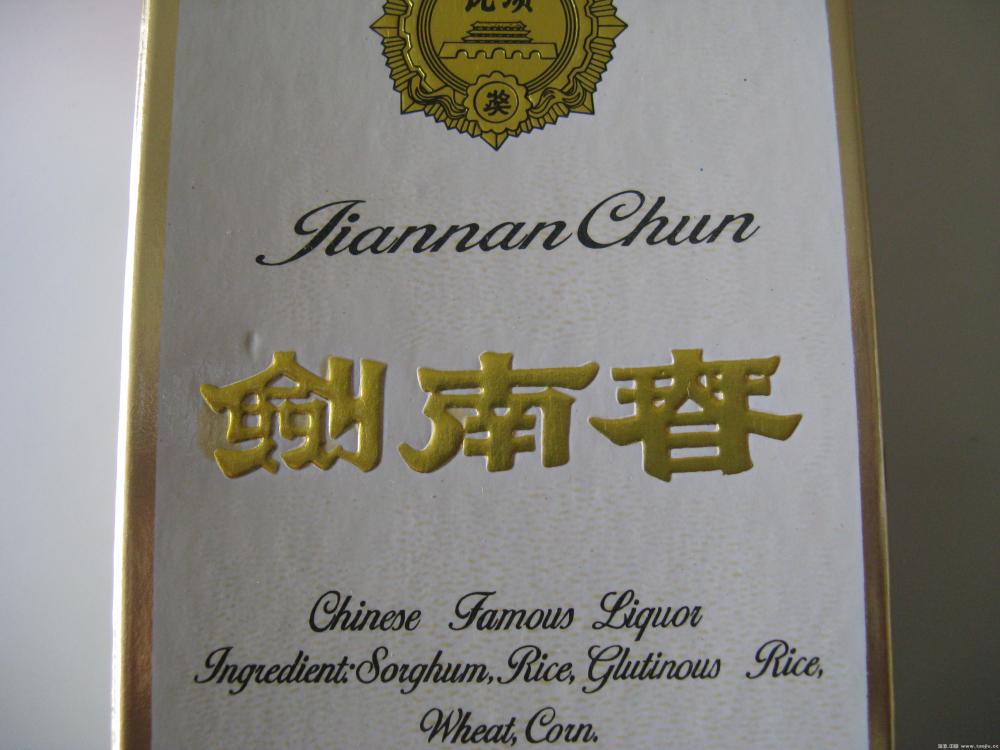 奖
Jiannan Chun
劍南春
Chinese Famous Liquor
Ingredient:Sorghum, Rice, Glutinous Rice,
Wheat, Corn.